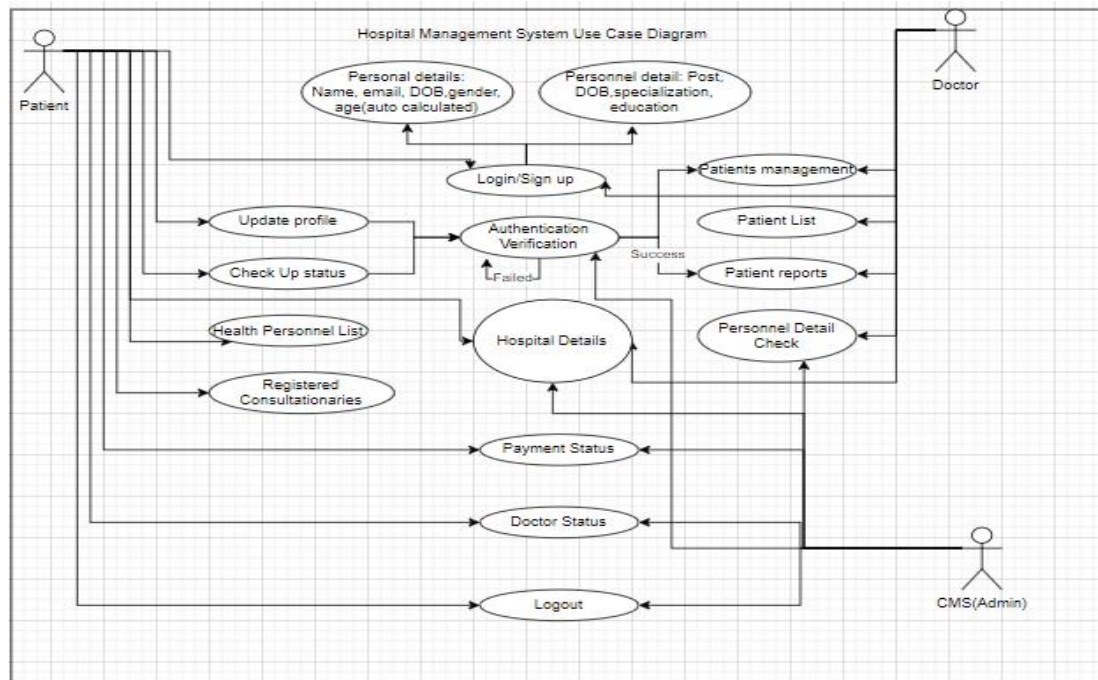 Hospital Management System Use Case Diagram
Patient
Doctor
Personal details:
Name, email, DOB,gender,
age(auto calculated)
Personnel detail: Post,
DOB,specialization,
education
Login/Sign up
Patients management
Update profile
Authentication
Verification
Patient List
Success
Check Up status
Failed
Patient reports
Health Personnel List
Hospital Details
Personnel Detail
Check
Registered
Consultationaries
Payment Status
Doctor Status
Logout
CMS(Admin)